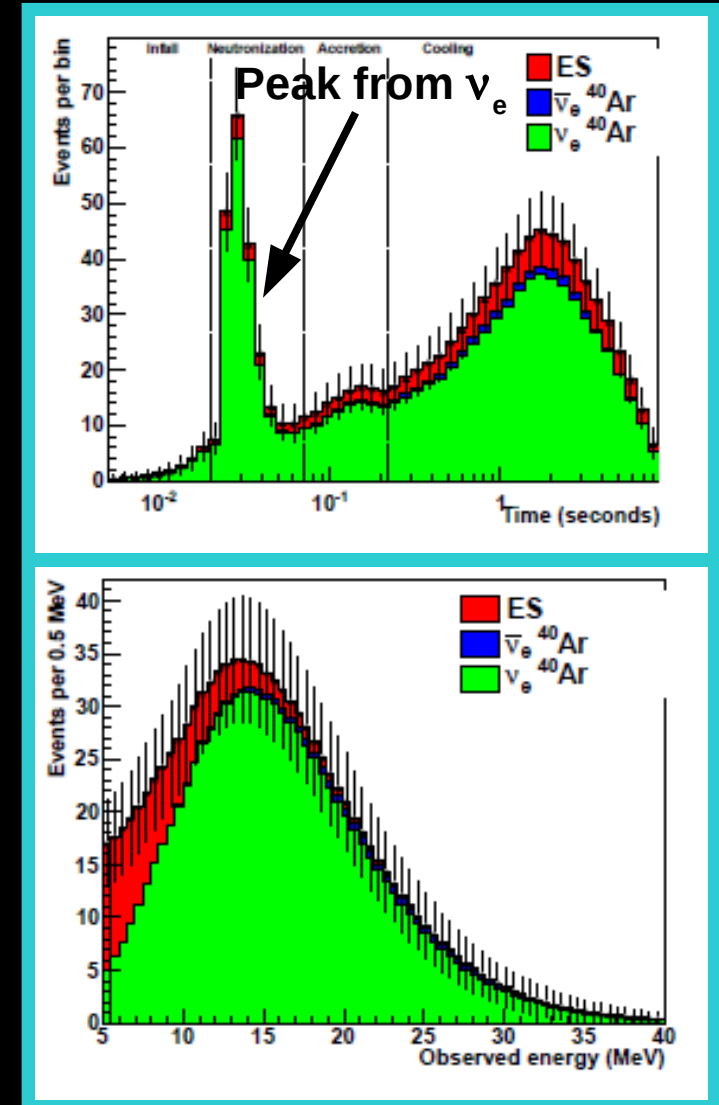 Infall Neutronization Accretion Cooling
Peak from νe
ES
ν̄e 40Ar
νe 40Ar
Events per bin
70
60
50
40
30
20
10
0
10-2 10-1 1
Time (seconds)
ES
ν̄e 40Ar
νe 40Ar
Events per 0.5 MeV
40
35
30
25
20
15
10
5
0
5 10 15 20 25 30 35 40
Observed energy (MeV)